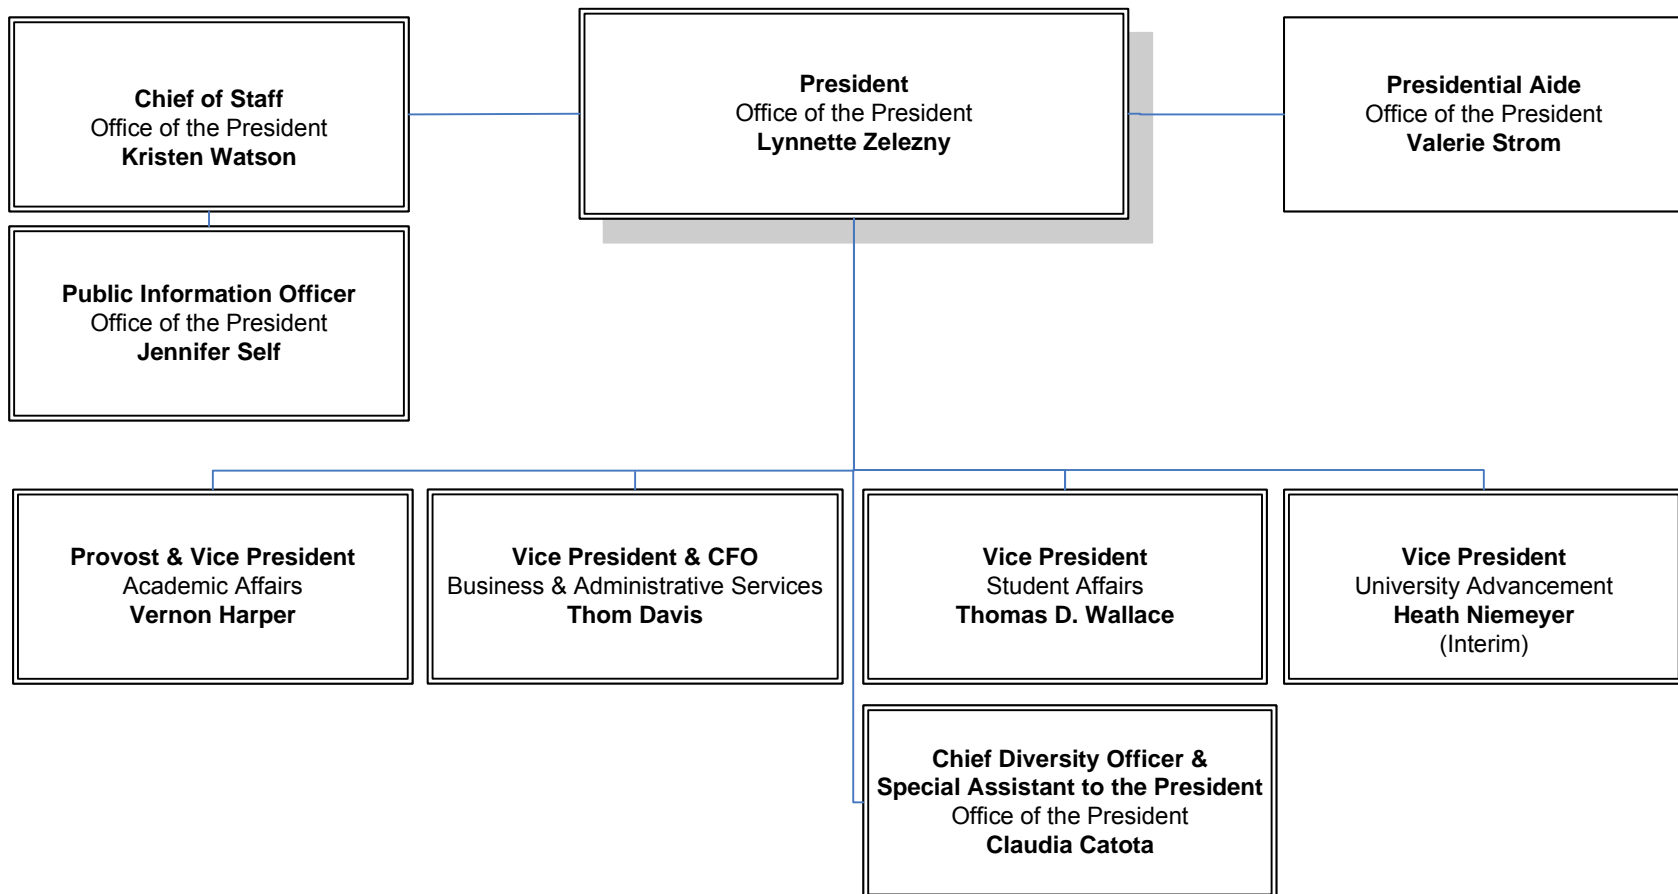 Chief of Staff
Office of the President
Kristen Watson
President
Office of the President
Lynnette Zelezny
Presidential Aide
Office of the President
Valerie Strom
Public Information Officer
Office of the President
Jennifer Self
Provost & Vice President
Academic Affairs
Vernon Harper
Vice President & CFO
Business & Administrative Services
Thom Davis
Vice President
Student Affairs
Thomas D. Wallace
Vice President
University Advancement
Heath Niemeyer
(Interim)
Chief Diversity Officer &
Special Assistant to the President
Office of the President
Claudia Catota